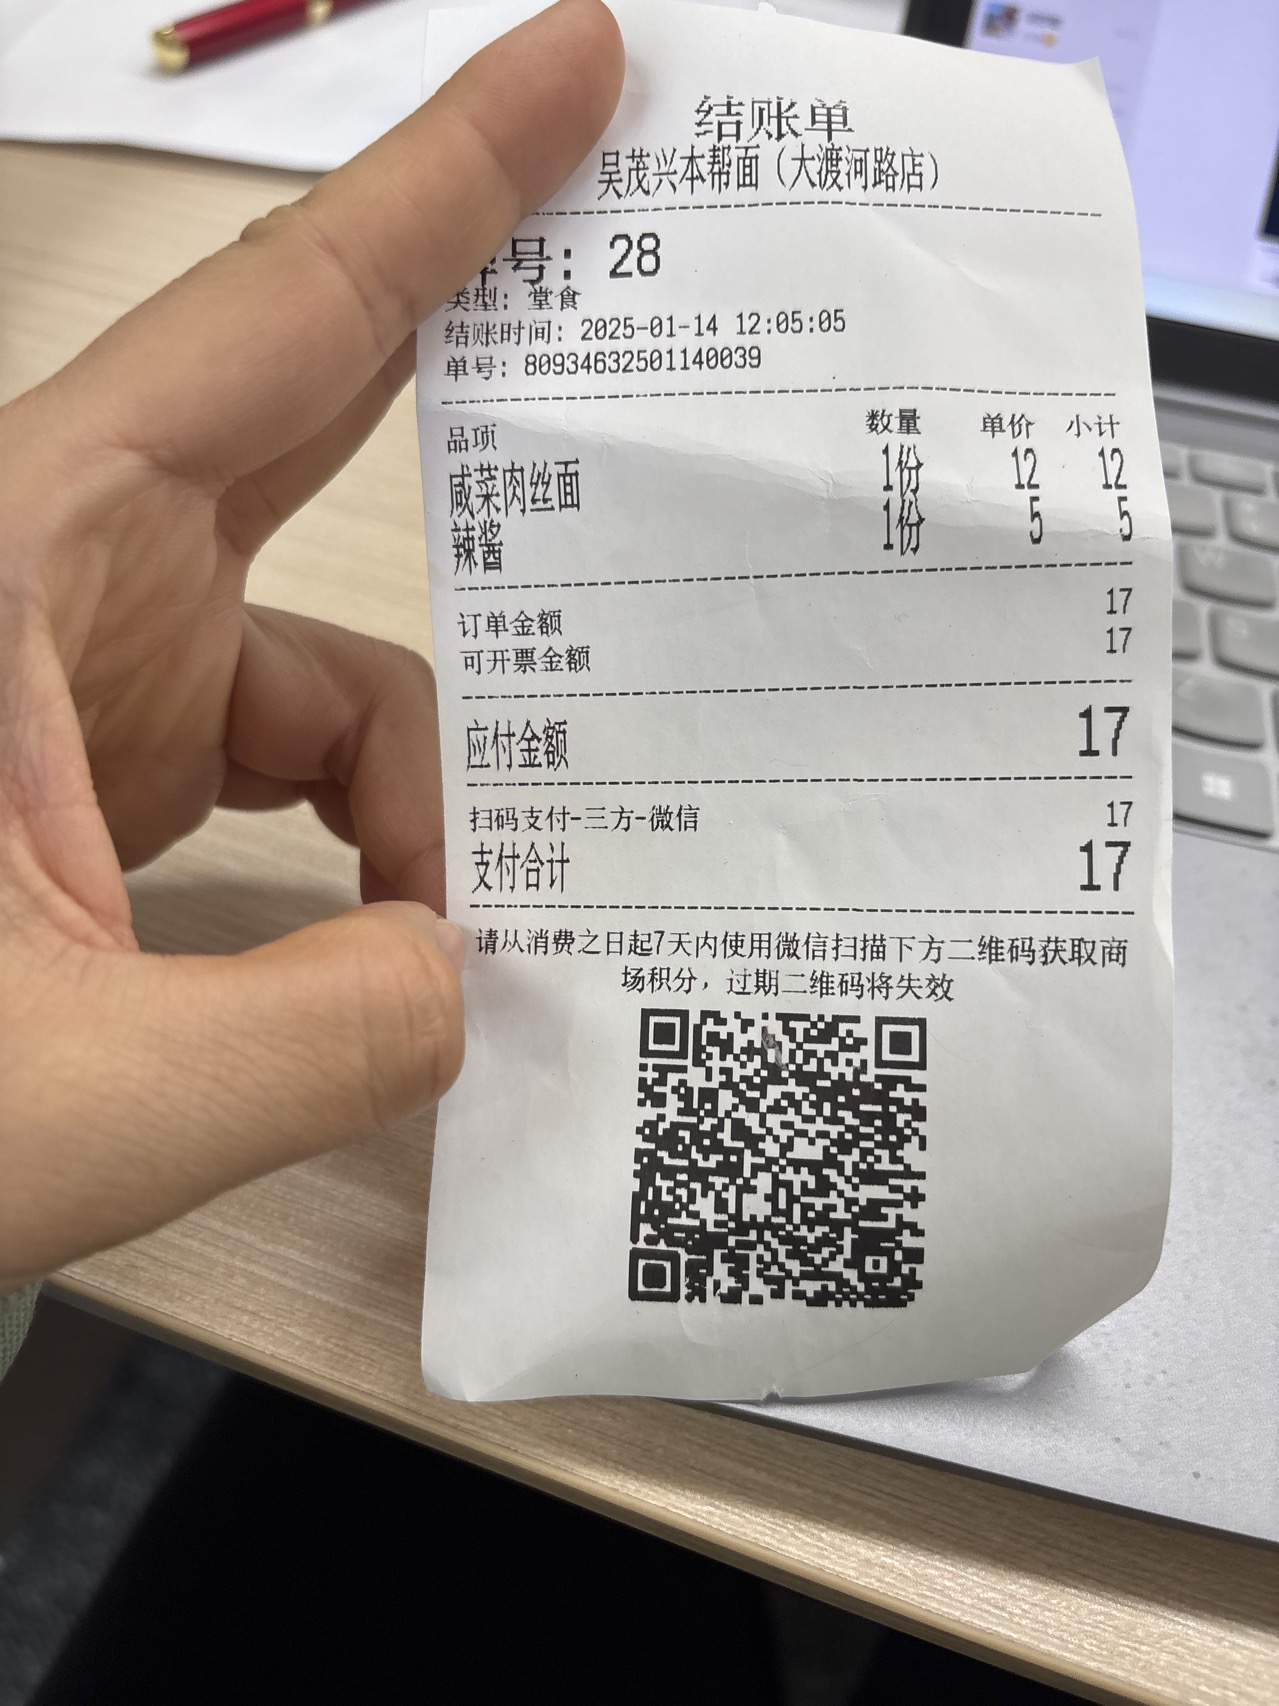 结账单
吴茂兴本帮面（大渡河路店）
号: 28
类型: 堂食
结账时间: 2025-01-14 12:05:05
单号: 80934632501140039
品项 数量 单价 小计
咸菜肉丝面 1份 12 12
辣酱 1份 5 5
订单金额 17
可开票金额 17
应付金额 17
扫码支付-三方-微信 17
支付合计 17
请从消费之日起7天内使用微信扫描下方二维码获取商
场积分，过期二维码将失效